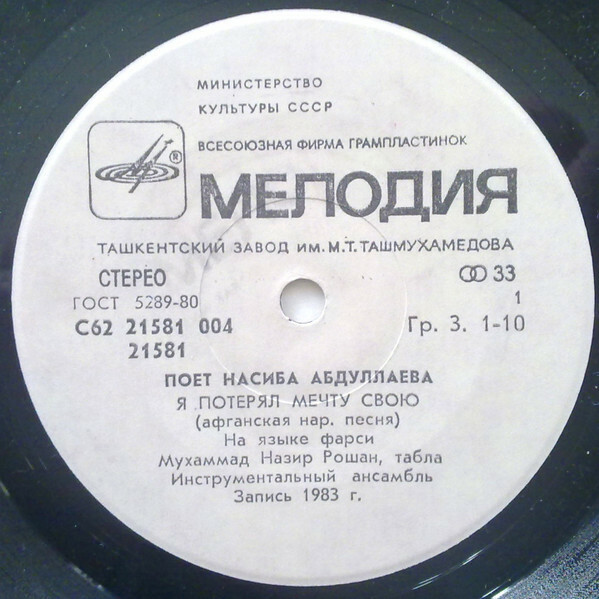 МИНИСТЕРСТВО
КУЛЬТУРЫ СССР
ВСЕСОЮЗНАЯ ФИРМА ГРАМПЛАСТИНОК
®
МЕЛОДИЯ
ТАШКЕНТСКИЙ ЗАВОД ИМ. М.Т. ТАШМУХАМЕДОВА
СТЕРЕО 33
ГОСТ 5289-80 1
С62 21581 004 Гр. 3. 1-10
21581
ПОЕТ НАСИБА АБДУЛЛАЕВА
Я ПОТЕРЯЛ МЕЧТУ СВОЮ
(афганская нар. песня)
На языке фарси
Мухаммад Назир Рошан, табла
Инструментальный ансамбль
Запись 1983 г.